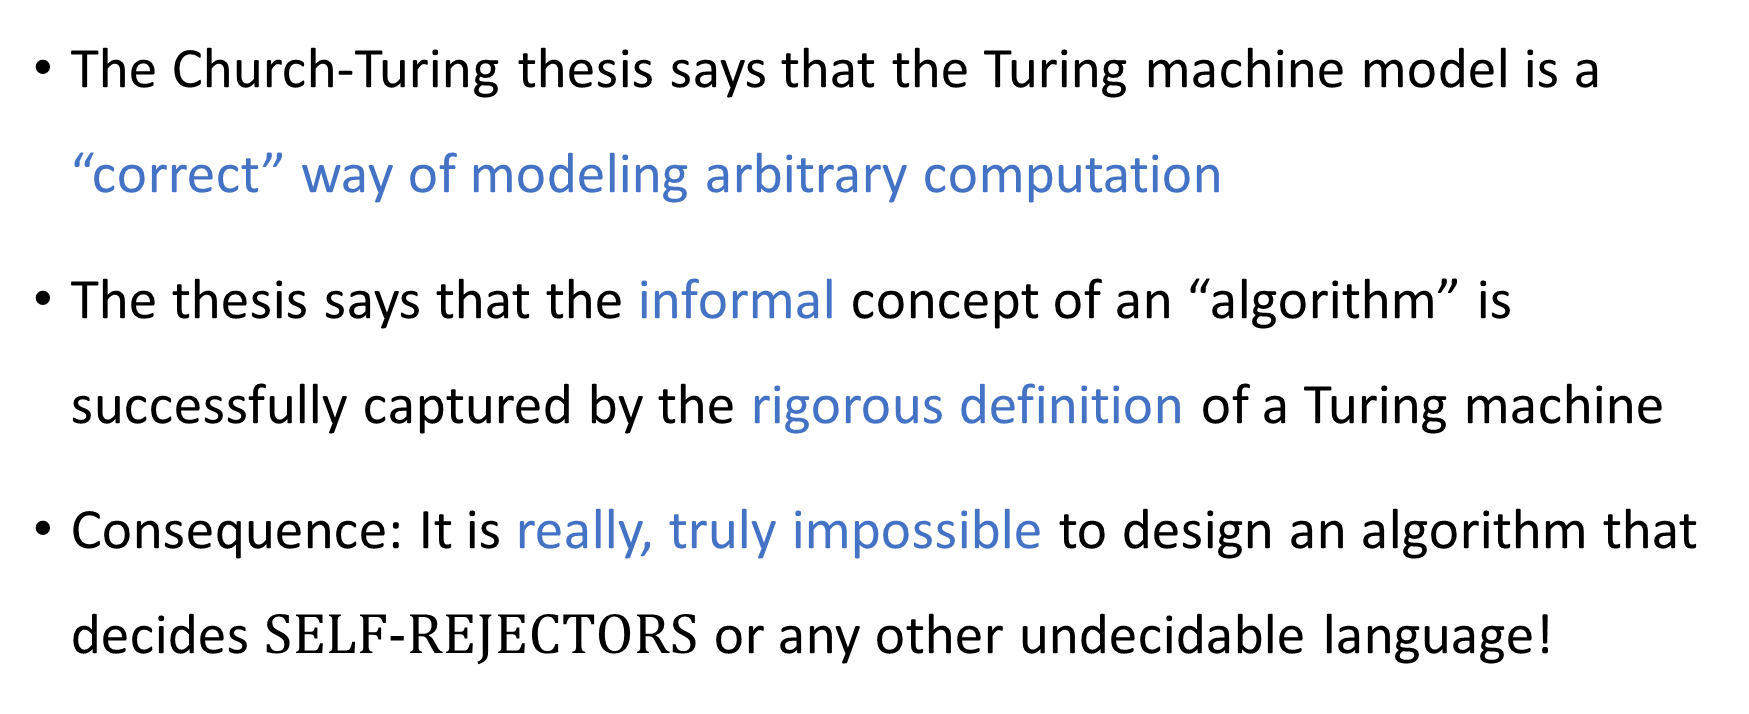 • The Church-Turing thesis says that the Turing machine model is a
“correct” way of modeling arbitrary computation
• The thesis says that the informal concept of an “algorithm” is
successfully captured by the rigorous definition of a Turing machine
• Consequence: It is really, truly impossible to design an algorithm that
decides SELF-REJECTORS or any other undecidable language!